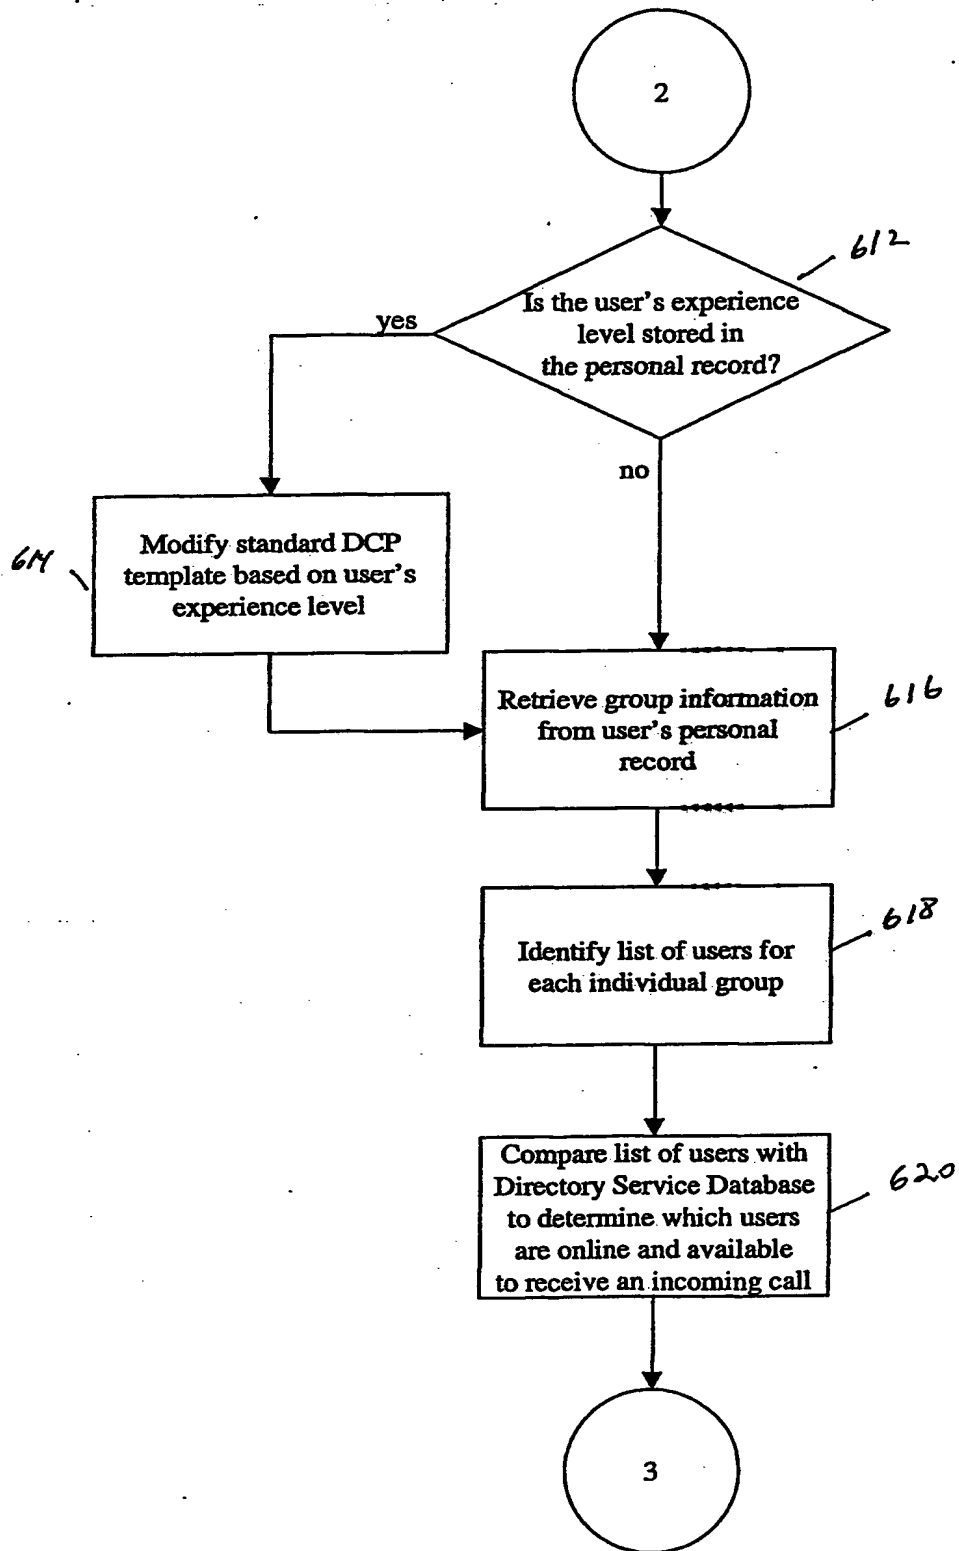 2
612
Is the user's experience
level stored in
the personal record?
yes
no
614
Modify standard DCP
template based on user's
experience level
Retrieve group information
from user's personal
record
616
618
Identify list of users for
each individual group
Compare list of users with
Directory Service Database
to determine which users
are online and available
to receive an incoming call
620
3